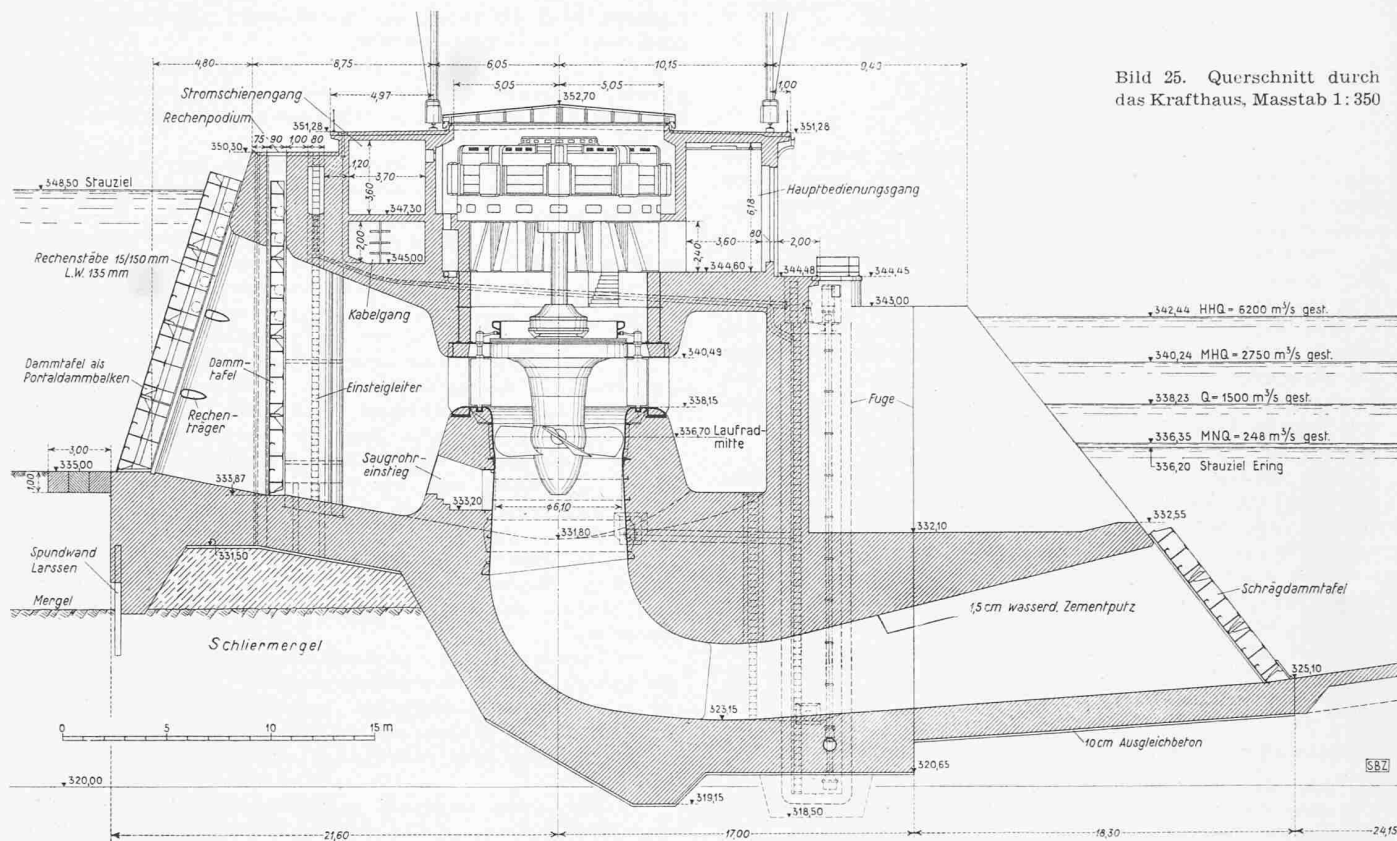 Bild 25. Querschnitt durch
das Krafthaus, Masstab 1:350
4,80
8,75
6,05
10,15
9,40
4,97
5,05
5,05
1,00
352,70
Stromschienengang
Rechenpodium
351,28
351,28
75
90
100
80
350,30
1,20
3,70
3,60
348,50 Stauziel
347,30
Hauptbedienungsgang
6,18
Rechenstäbe 15/150 mm
L.W. 135 mm
2,00
345,00
2,40
3,60
80
2,00
344,60
344,48
344,45
343,00
Kabelgang
342,44 HHQ = 6200 m³/s gest.
Dammtafel als
Portaldammbalken
Damm-
tafel
Einsteigleiter
340,49
340,24 MHQ = 2750 m³/s gest.
Rechen-
träger
338,15
Fuge
338,23 Q = 1500 m³/s gest.
336,70 Laufrad-
mitte
336,35 MNQ = 248 m³/s gest.
336,20 Stauziel Ering
Saugrohr-
einstieg
3,00
335,00
1,00
333,87
333,20
ø 6,10
332,55
332,10
331,80
331,50
Spundwand
Larssen
Mergel
Schrägdammtafel
1,5 cm wasserd. Zementputz
Schliermergel
325,10
323,15
0 5 10 15 m
10 cm Ausgleichbeton
320,65
SBZ
320,00
319,15
318,50
21,60
17,00
18,30
24,15